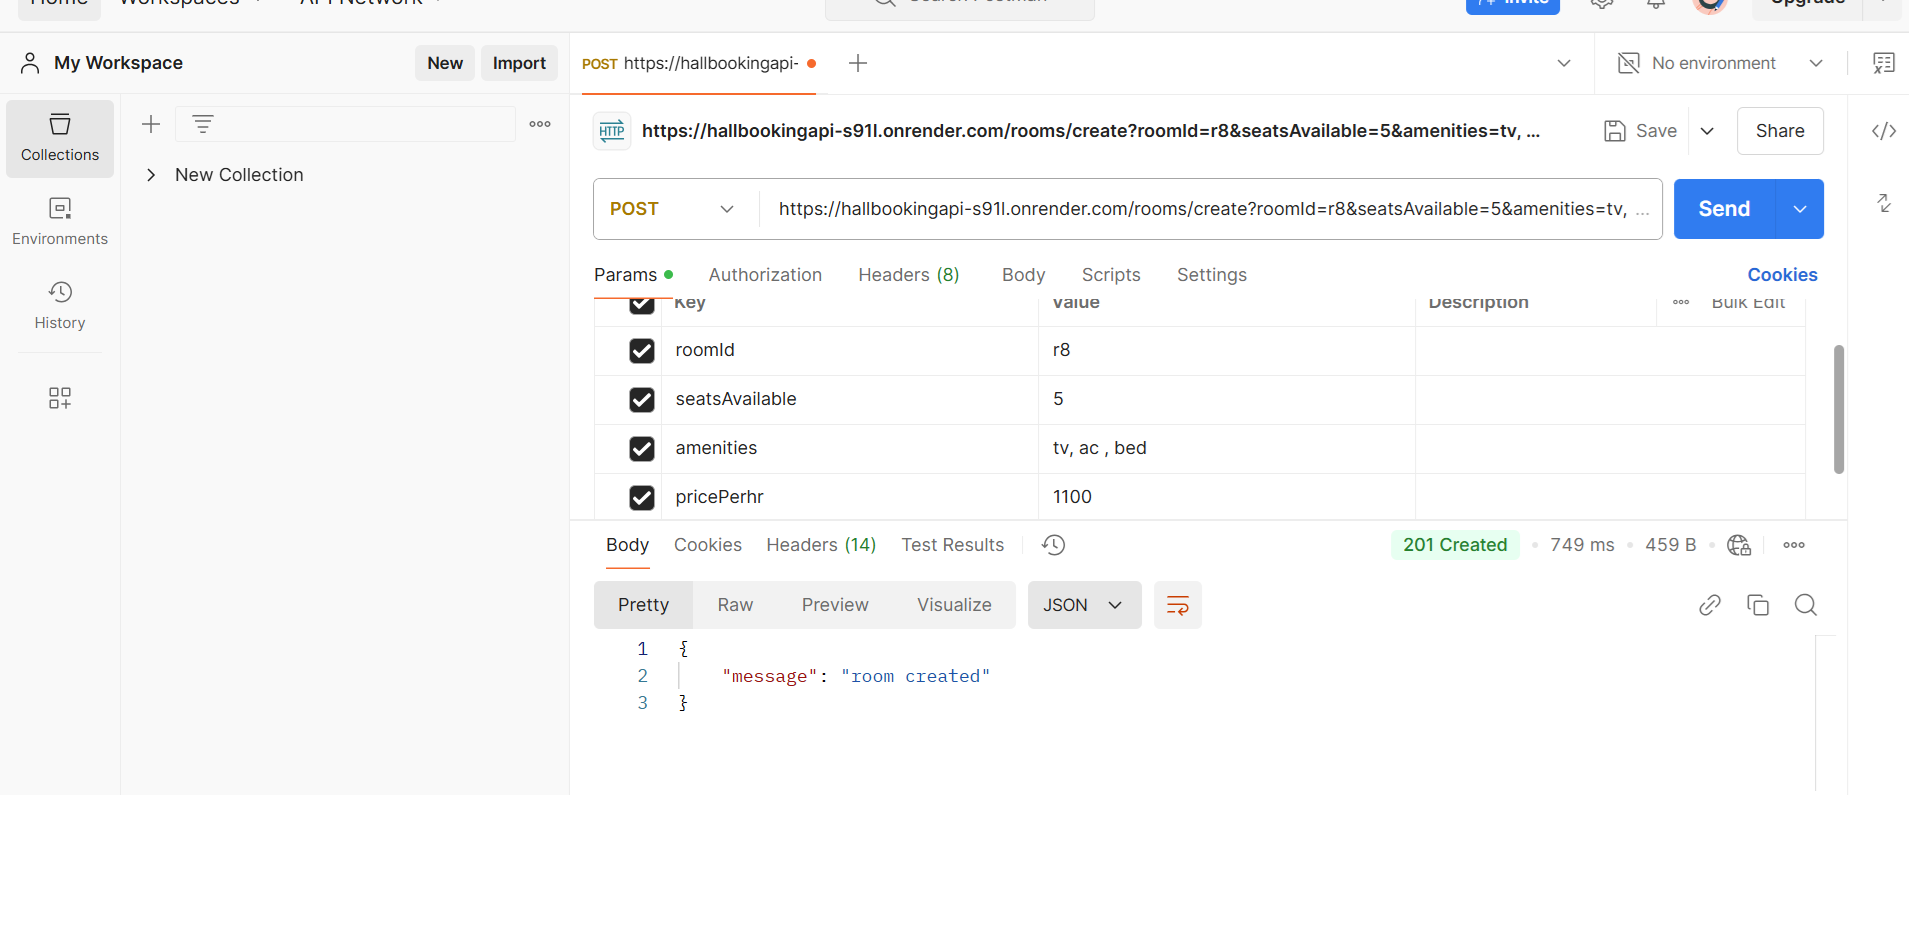 Home Workspaces API Network Search Postman Invite Upgrade
My Workspace New Import POST https://hallbookingapi- No environment
Collections
Environments
History
New Collection
HTTP https://hallbookingapi-s91l.onrender.com/rooms/create?roomId=r8&seatsAvailable=5&amenities=tv, ... Save Share
POST https://hallbookingapi-s91l.onrender.com/rooms/create?roomId=r8&seatsAvailable=5&amenities=tv, ... Send
Params Authorization Headers (8) Body Scripts Settings Cookies
Key Value Description Bulk Edit
roomId r8
seatsAvailable 5
amenities tv, ac , bed
pricePerhr 1100
Body Cookies Headers (14) Test Results 201 Created 749 ms 459 B
Pretty Raw Preview Visualize JSON
1 {
2 "message": "room created"
3 }